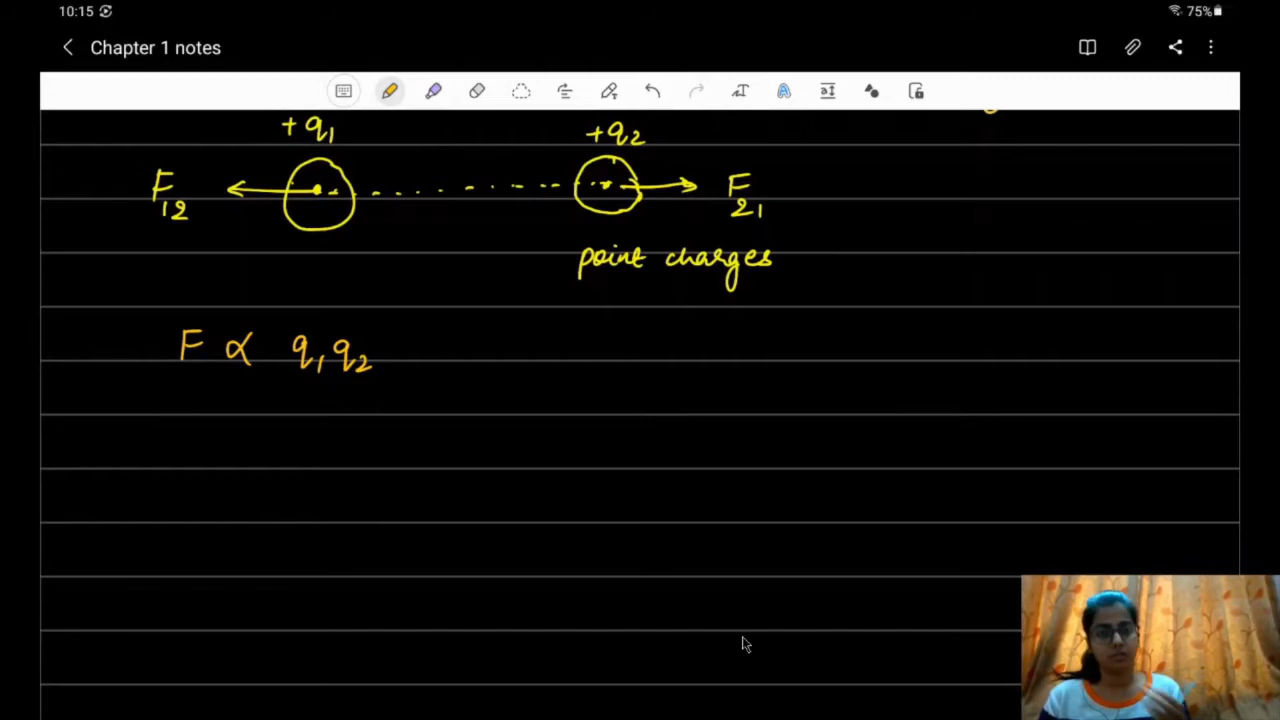 10:15 75%
Chapter 1 notes
+q₁ +q₂
F₁₂ F₂₁
point charges
F ∝ q₁q₂